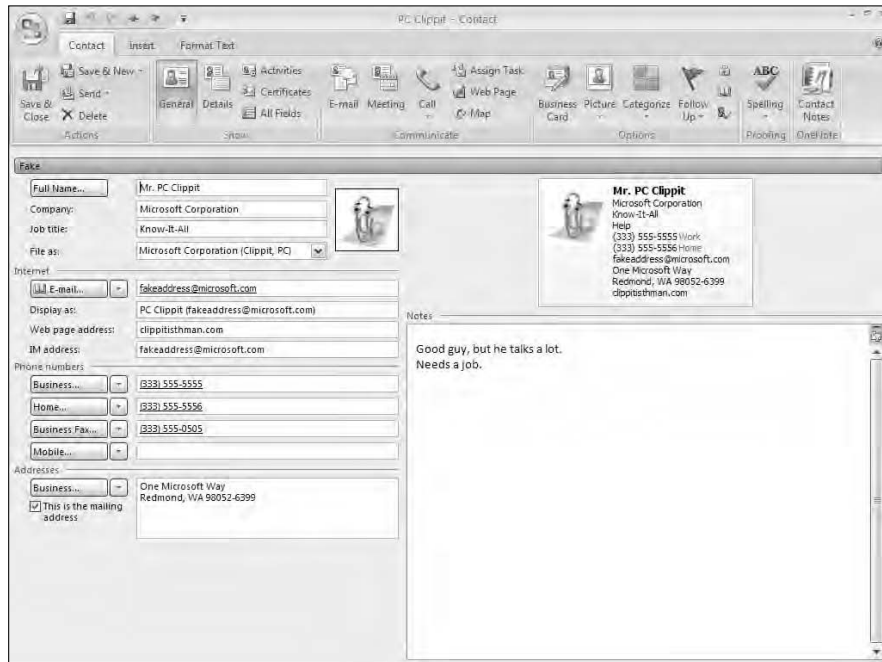 PC Clippit - Contact
Contact Insert Format Text
Save & Close
Save & New
Send
Delete
Actions
General
Details
Activities
Certificates
All Fields
Show
E-mail
Meeting
Call
Assign Task
Web Page
Map
Communicate
Business Card
Picture
Categorize
Follow Up
Options
ABC
Spelling
Proofing
Contact Notes
OneNote
Fake
Full Name... Mr. PC Clippit
Company: Microsoft Corporation
Job title: Know-It-All
File as: Microsoft Corporation (Clippit, PC)
Internet
E-mail... fakeaddress@microsoft.com
Display as: PC Clippit (fakeaddress@microsoft.com)
Web page address: clippitisthman.com
IM address: fakeaddress@microsoft.com
Phone numbers
Business... (333) 555-5555
Home... (333) 555-5556
Business Fax... (333) 555-0505
Mobile...
Addresses
Business... One Microsoft Way
Redmond, WA 98052-6399
This is the mailing
address
Mr. PC Clippit
Microsoft Corporation
Know-It-All
Help
(333) 555-5555 Work
(333) 555-5556 Home
fakeaddress@microsoft.com
One Microsoft Way
Redmond, WA 98052-6399
clippitisthman.com
Notes
Good guy, but he talks a lot.
Needs a job.